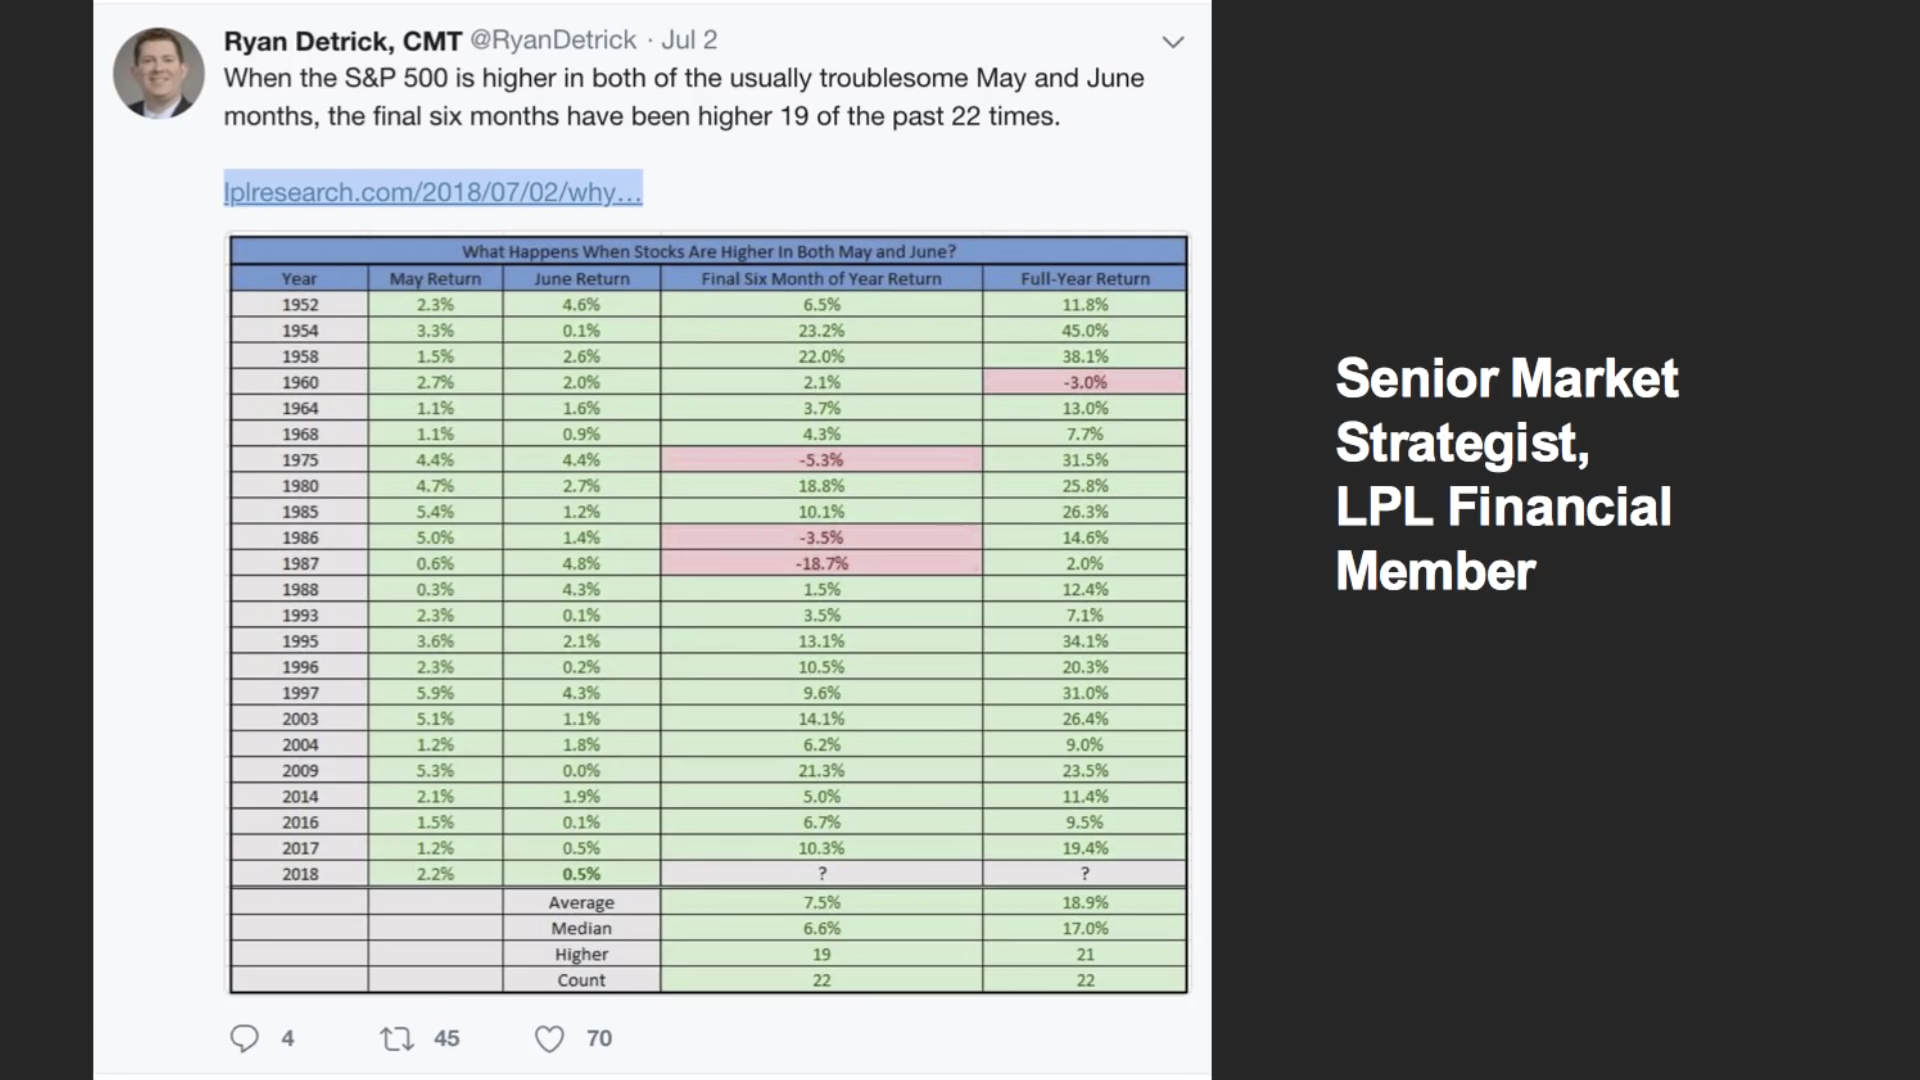 Ryan Detrick, CMT @RyanDetrick · Jul 2
When the S&P 500 is higher in both of the usually troublesome May and June
months, the final six months have been higher 19 of the past 22 times.
lplresearch.com/2018/07/02/why...
What Happens When Stocks Are Higher In Both May and June?
Year May Return June Return Final Six Month of Year Return Full-Year Return
1952 2.3% 4.6% 6.5% 11.8%
1954 3.3% 0.1% 23.2% 45.0%
1958 1.5% 2.6% 22.0% 38.1%
1960 2.7% 2.0% 2.1% -3.0%
1964 1.1% 1.6% 3.7% 13.0%
1968 1.1% 0.9% 4.3% 7.7%
1975 4.4% 4.4% -5.3% 31.5%
1980 4.7% 2.7% 18.8% 25.8%
1985 5.4% 1.2% 10.1% 26.3%
1986 5.0% 1.4% -3.5% 14.6%
1987 0.6% 4.8% -18.7% 2.0%
1988 0.3% 4.3% 1.5% 12.4%
1993 2.3% 0.1% 3.5% 7.1%
1995 3.6% 2.1% 13.1% 34.1%
1996 2.3% 0.2% 10.5% 20.3%
1997 5.9% 4.3% 9.6% 31.0%
2003 5.1% 1.1% 14.1% 26.4%
2004 1.2% 1.8% 6.2% 9.0%
2009 5.3% 0.0% 21.3% 23.5%
2014 2.1% 1.9% 5.0% 11.4%
2016 1.5% 0.1% 6.7% 9.5%
2017 1.2% 0.5% 10.3% 19.4%
2018 2.2% 0.5% ? ?
Average 7.5% 18.9%
Median 6.6% 17.0%
Higher 19 21
Count 22 22
4 45 70
Senior Market
Strategist,
LPL Financial
Member